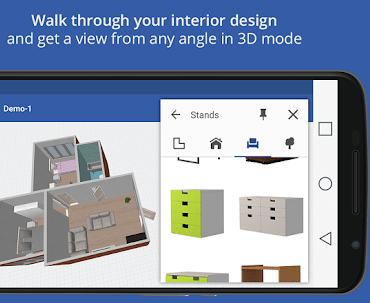 Walk through your interior design
and get a view from any angle in 3D mode
Demo-1
Stands